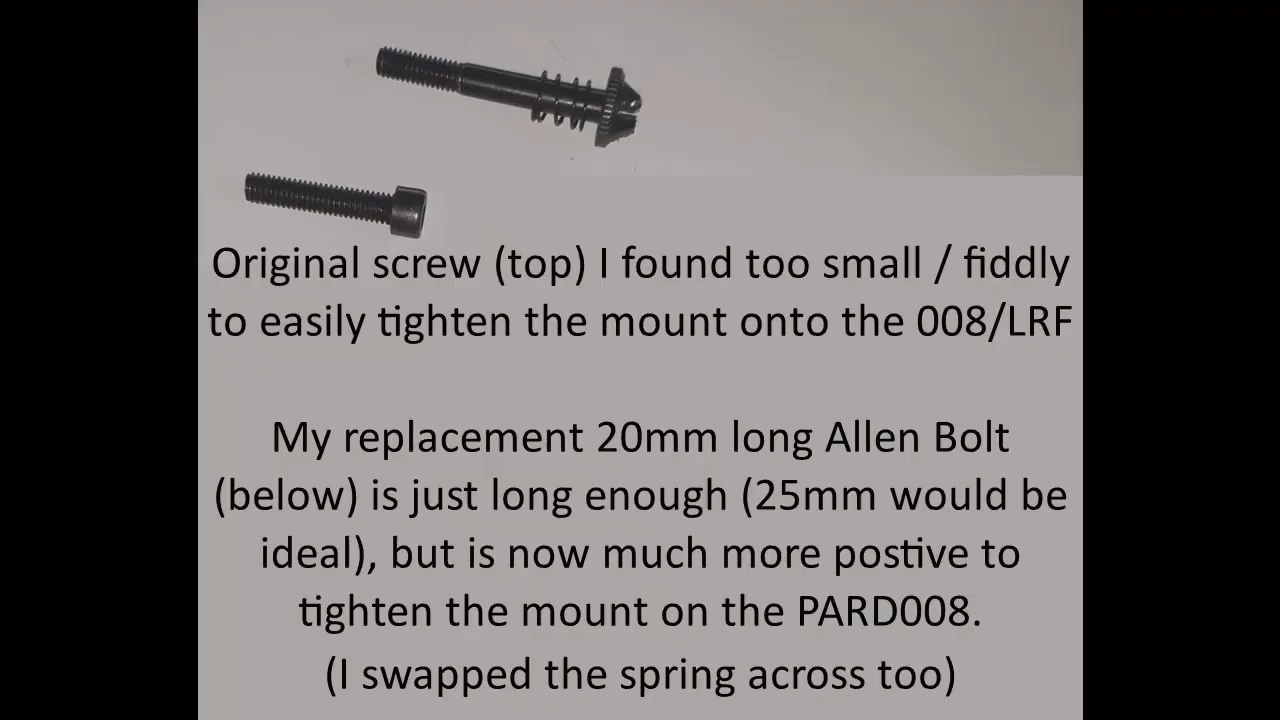 Original screw (top) I found too small / fiddly
to easily tighten the mount onto the 008/LRF
My replacement 20mm long Allen Bolt
(below) is just long enough (25mm would be
ideal), but is now much more postive to
tighten the mount on the PARD008.
(I swapped the spring across too)